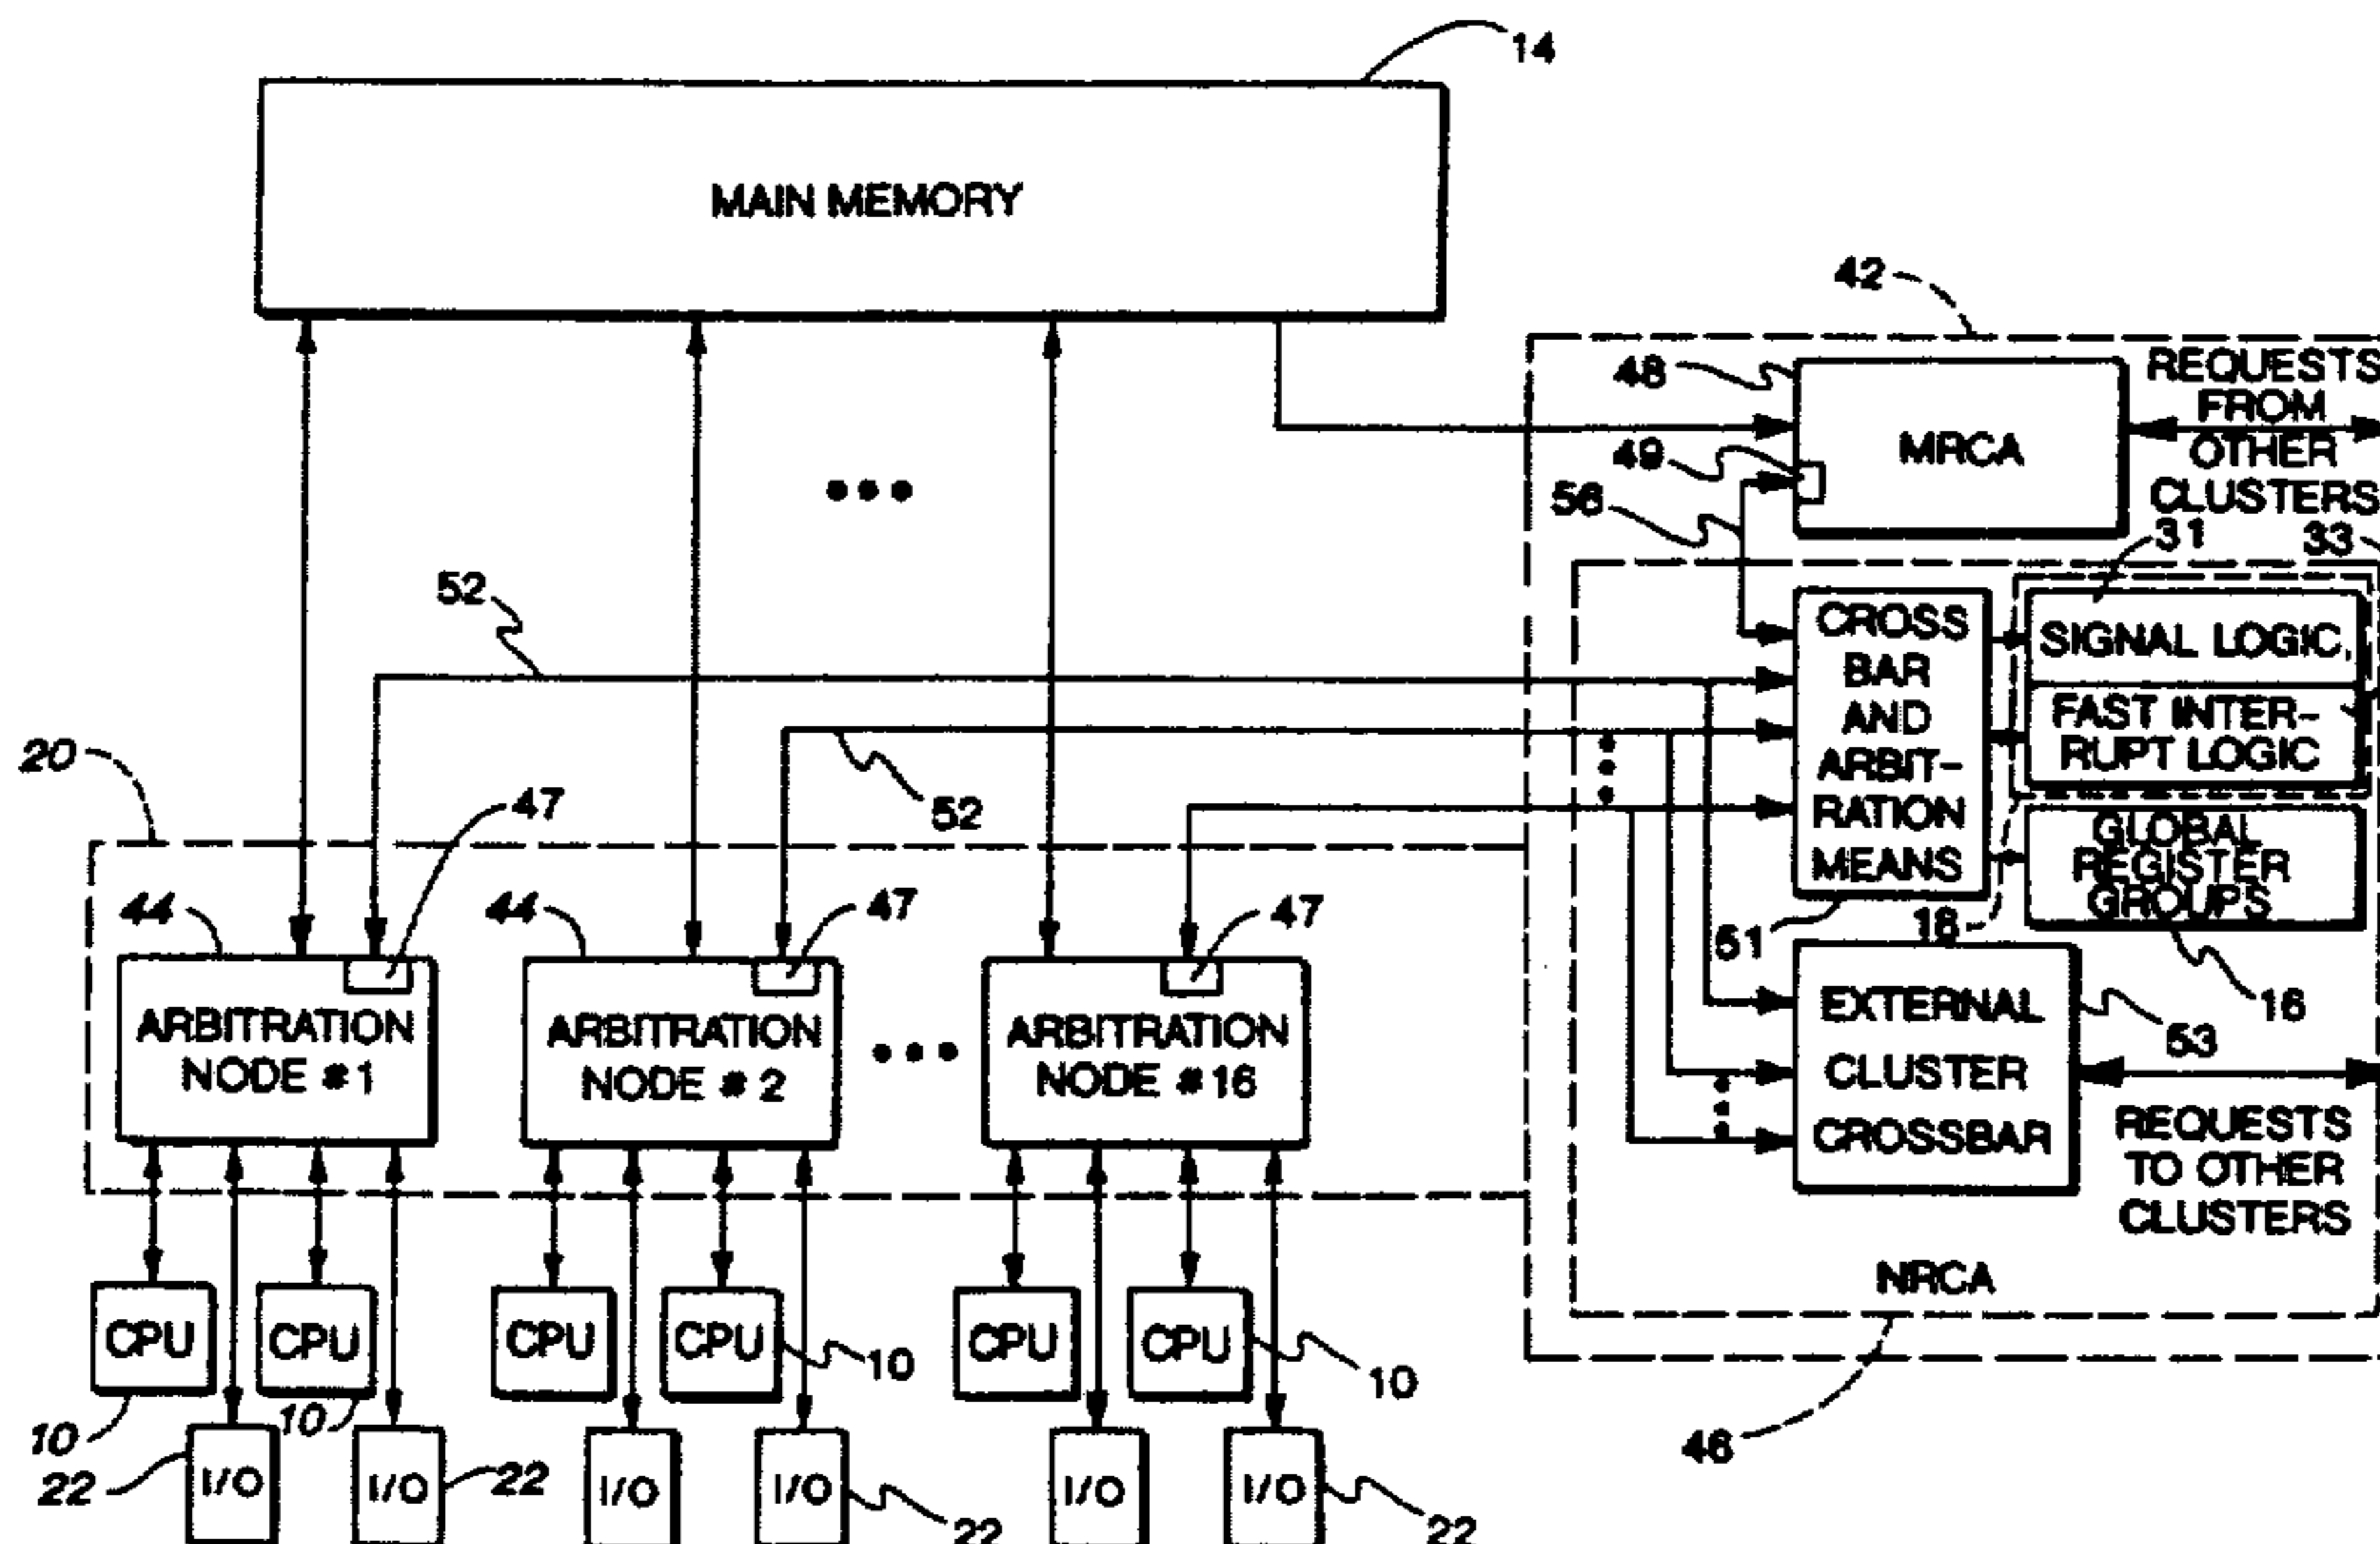 14
MAIN MEMORY
42
48
MRCA
REQUESTS
FROM
OTHER
CLUSTERS
49
56
31
33
52
CROSS
BAR
AND
ARBIT-
RATION
MEANS
SIGNAL LOGIC
FAST INTER-
RUPT LOGIC
52
20
47
GLOBAL
REGISTER
GROUPS
44
44
47
47
51
18
16
ARBITRATION
NODE #1
ARBITRATION
NODE #2
ARBITRATION
NODE #16
EXTERNAL
CLUSTER
CROSSBAR
53
REQUESTS
TO OTHER
CLUSTERS
NRCA
CPU
CPU
CPU
CPU
10
CPU
CPU
10
10
10
46
22
I/O
I/O
22
I/O
I/O
22
I/O
I/O
22